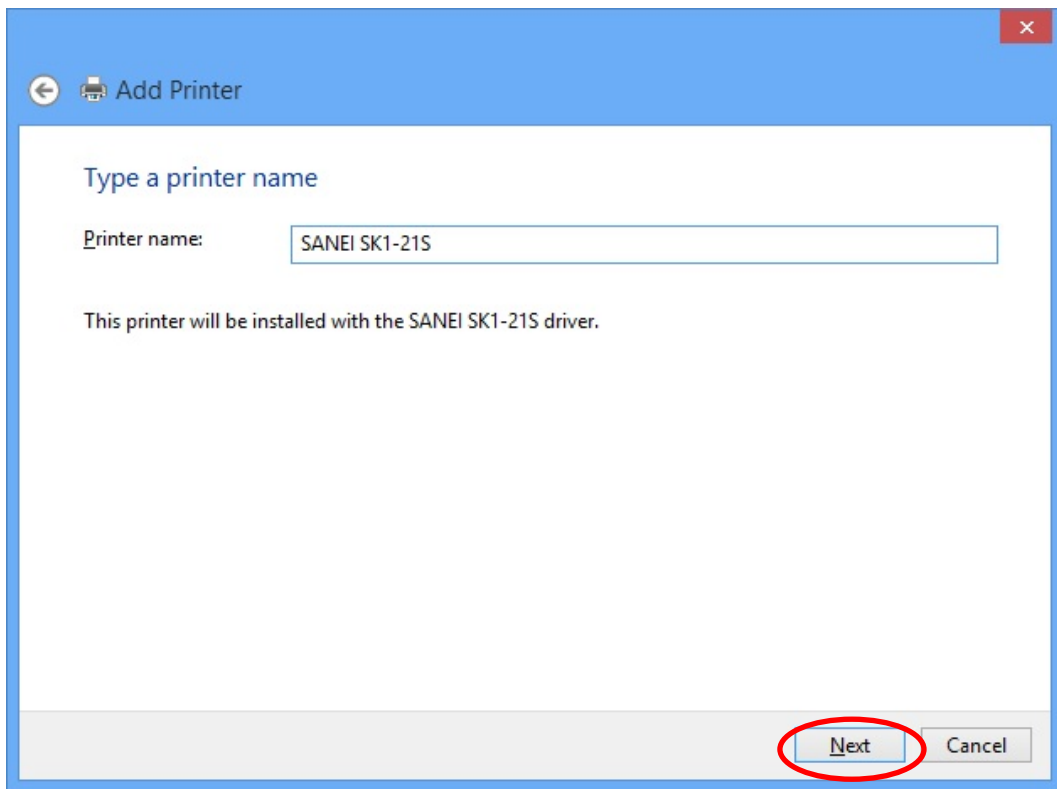 Add Printer
Type a printer name
Printer name: SANEI SK1-21S
This printer will be installed with the SANEI SK1-21S driver.
Next Cancel